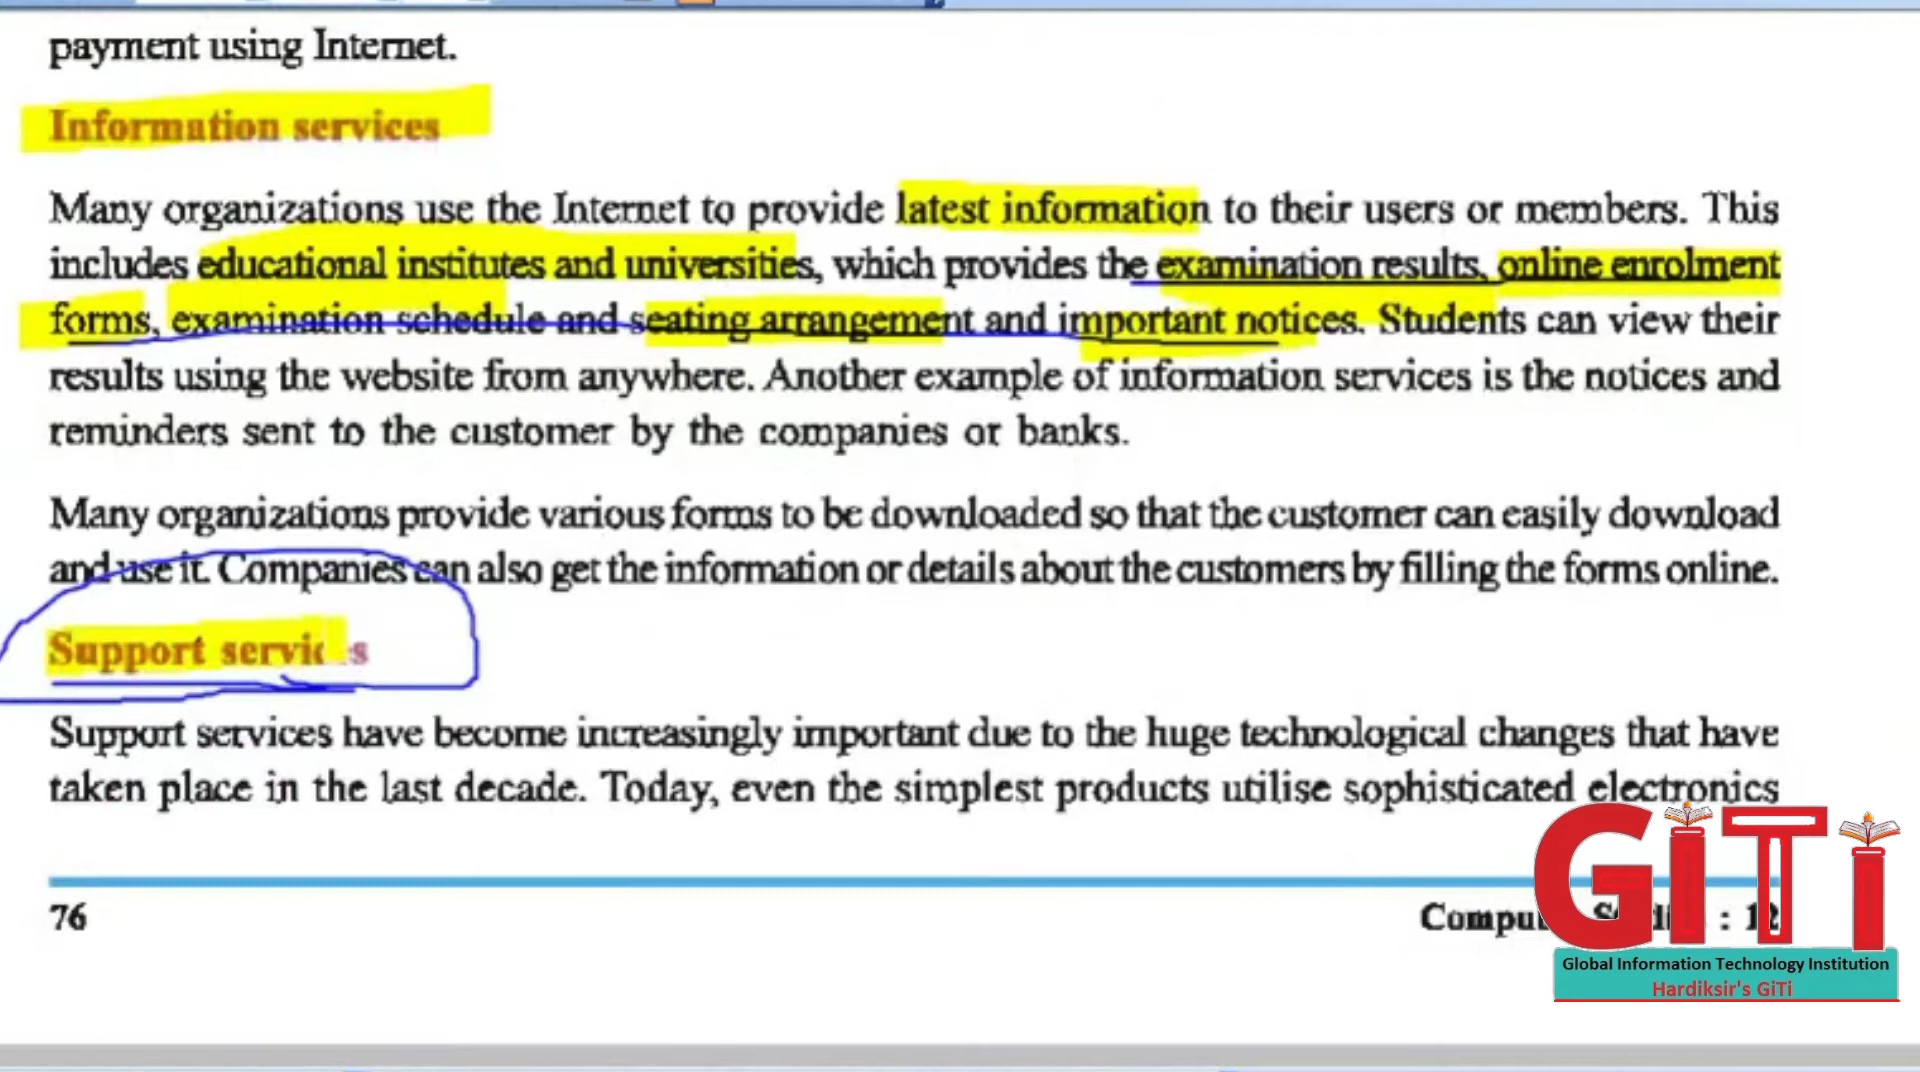 payment using Internet.
Information services
Many organizations use the Internet to provide latest information to their users or members. This
includes educational institutes and universities, which provides the examination results, online enrolment
forms, examination schedule and seating arrangement and important notices. Students can view their
results using the website from anywhere. Another example of information services is the notices and
reminders sent to the customer by the companies or banks.
Many organizations provide various forms to be downloaded so that the customer can easily download
and use it. Companies can also get the information or details about the customers by filling the forms online.
Support services
Support services have become increasingly important due to the huge technological changes that have
taken place in the last decade. Today, even the simplest products utilise sophisticated electronics
76
: 12
GiTi
Global Information Technology Institution
Hardiksir's GiTi